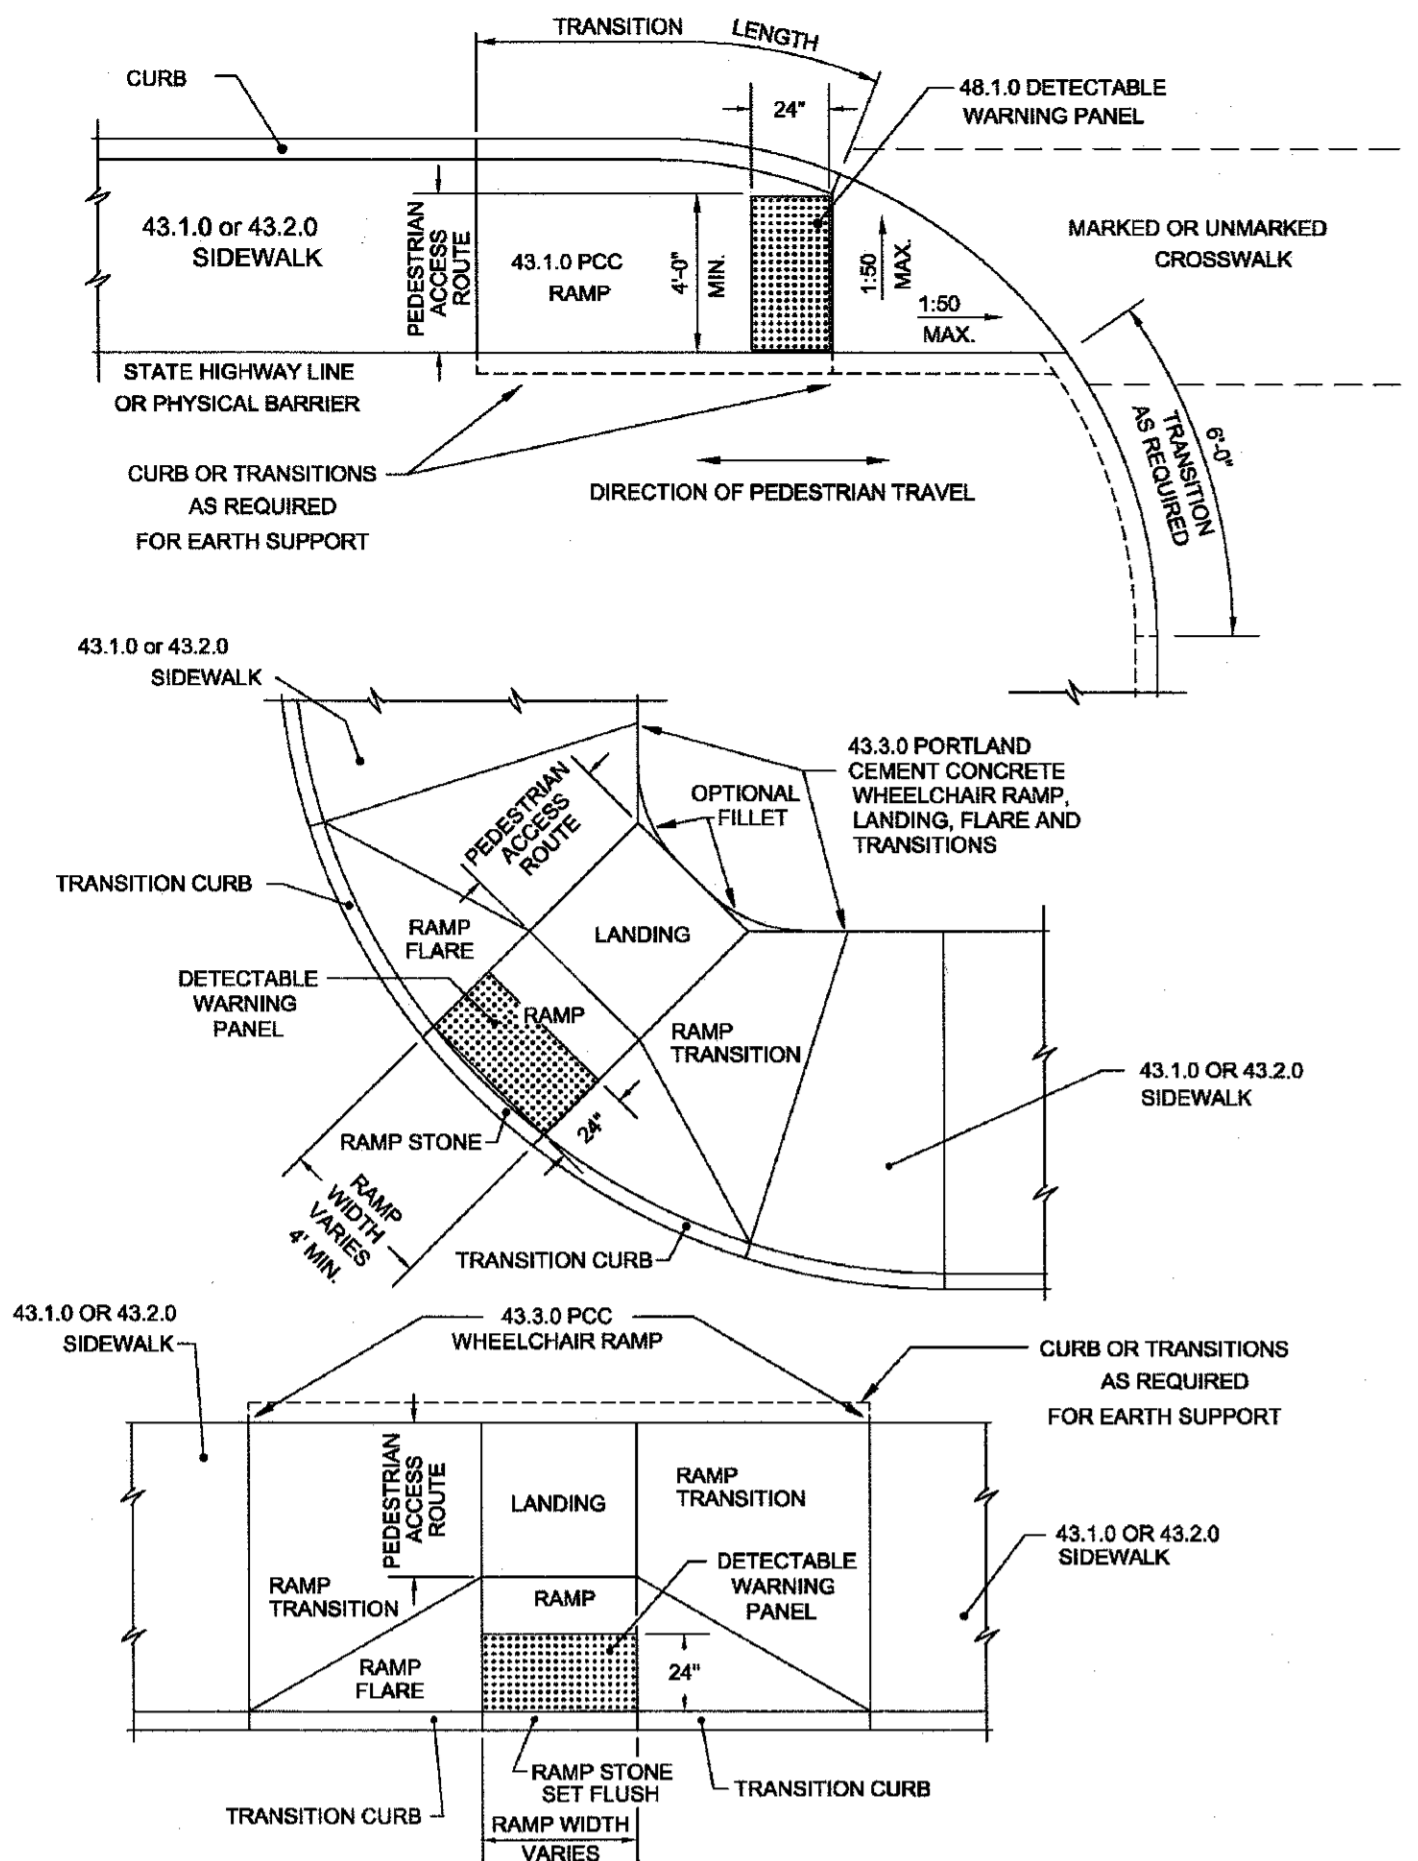 TRANSITION LENGTH
CURB
24"
48.1.0 DETECTABLE
WARNING PANEL
43.1.0 or 43.2.0
SIDEWALK
PEDESTRIAN
ACCESS
ROUTE
43.1.0 PCC
RAMP
4'-0"
MIN.
1:50
MAX.
1:50
MAX.
MARKED OR UNMARKED
CROSSWALK
STATE HIGHWAY LINE
OR PHYSICAL BARRIER
CURB OR TRANSITIONS
AS REQUIRED
FOR EARTH SUPPORT
DIRECTION OF PEDESTRIAN TRAVEL
6'-0"
TRANSITION
AS REQUIRED
43.1.0 or 43.2.0
SIDEWALK
PEDESTRIAN
ACCESS
ROUTE
OPTIONAL
FILLET
43.3.0 PORTLAND
CEMENT CONCRETE
WHEELCHAIR RAMP,
LANDING, FLARE AND
TRANSITIONS
TRANSITION CURB
RAMP
FLARE
LANDING
DETECTABLE
WARNING
PANEL
RAMP
RAMP
TRANSITION
43.1.0 OR 43.2.0
SIDEWALK
RAMP STONE
24"
RAMP
WIDTH
VARIES
4' MIN.
TRANSITION CURB
43.1.0 OR 43.2.0
SIDEWALK
43.3.0 PCC
WHEELCHAIR RAMP
CURB OR TRANSITIONS
AS REQUIRED
FOR EARTH SUPPORT
PEDESTRIAN
ACCESS
ROUTE
LANDING
RAMP
TRANSITION
RAMP
TRANSITION
RAMP
DETECTABLE
WARNING
PANEL
43.1.0 OR 43.2.0
SIDEWALK
RAMP
FLARE
24"
RAMP STONE
SET FLUSH
TRANSITION CURB
TRANSITION CURB
RAMP WIDTH
VARIES